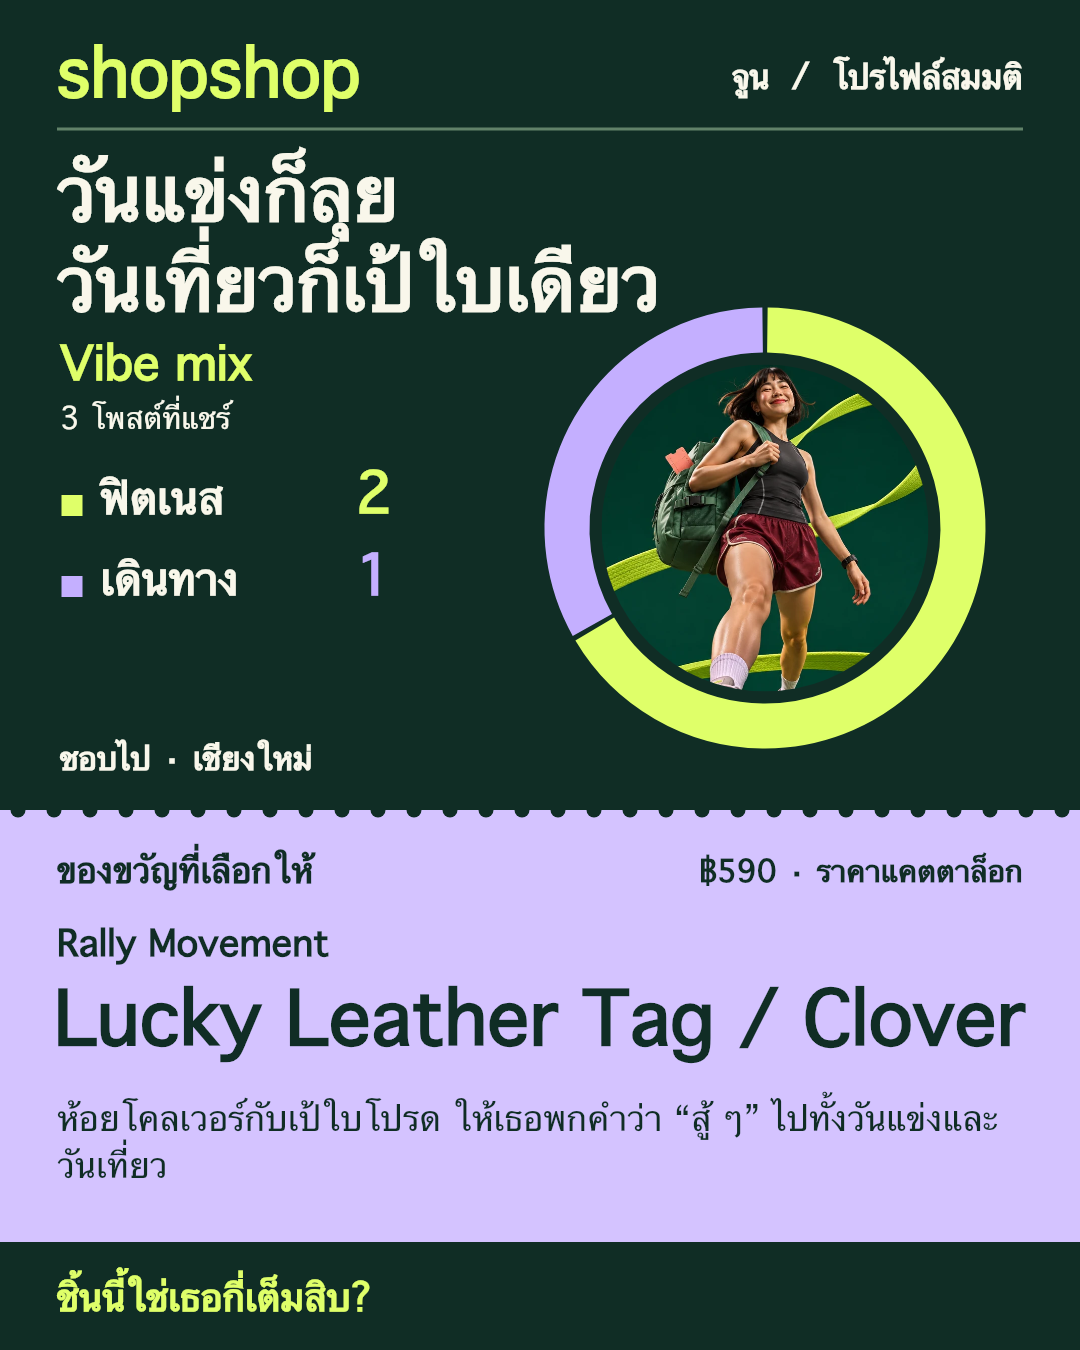 shopshop
จูน / โปรไฟล์สมมติ
วันแข่งก็ลุย
วันเที่ยวก็เป้ใบเดียว
Vibe mix
3 โพสต์ที่แชร์
ฟิตเนส 2
เดินทาง 1
ชอบไป · เชียงใหม่
ของขวัญที่เลือกให้
฿590 · ราคาแคตตาล็อก
Rally Movement
Lucky Leather Tag / Clover
ห้อยโคลเวอร์กับเป้ใบโปรด ให้เธอพกคำว่า “สู้ ๆ” ไปทั้งวันแข่งและ
วันเที่ยว
ชิ้นนี้ใช่เธอกี่เต็มสิบ?